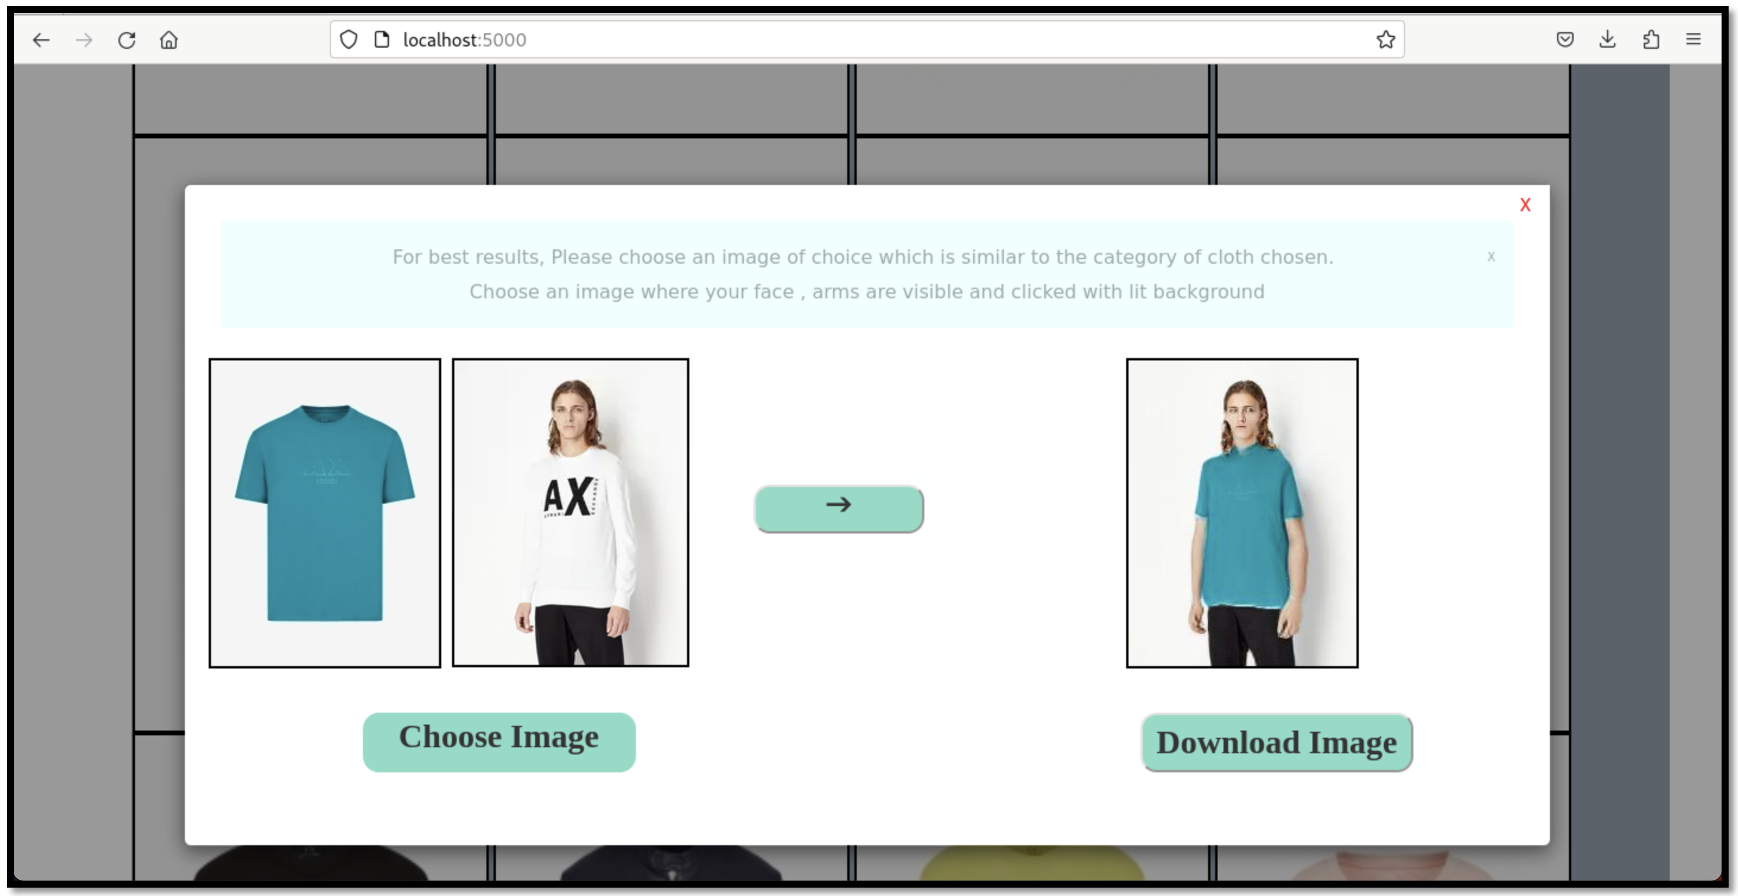 localhost:5000
X
For best results, Please choose an image of choice which is similar to the category of cloth chosen.
x
Choose an image where your face , arms are visible and clicked with lit background
AX
→
Choose Image
Download Image